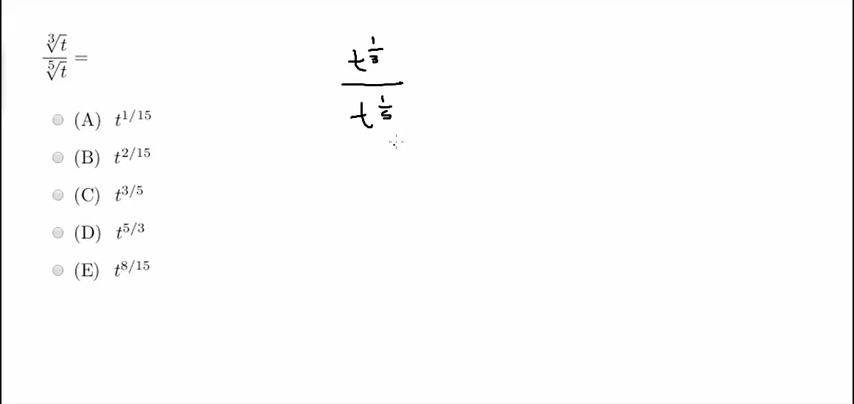 ∛t / ⁵√t =
(A) t^{1/15}
(B) t^{2/15}
(C) t^{3/5}
(D) t^{5/3}
(E) t^{8/15}
t^{1/3} / t^{1/5}